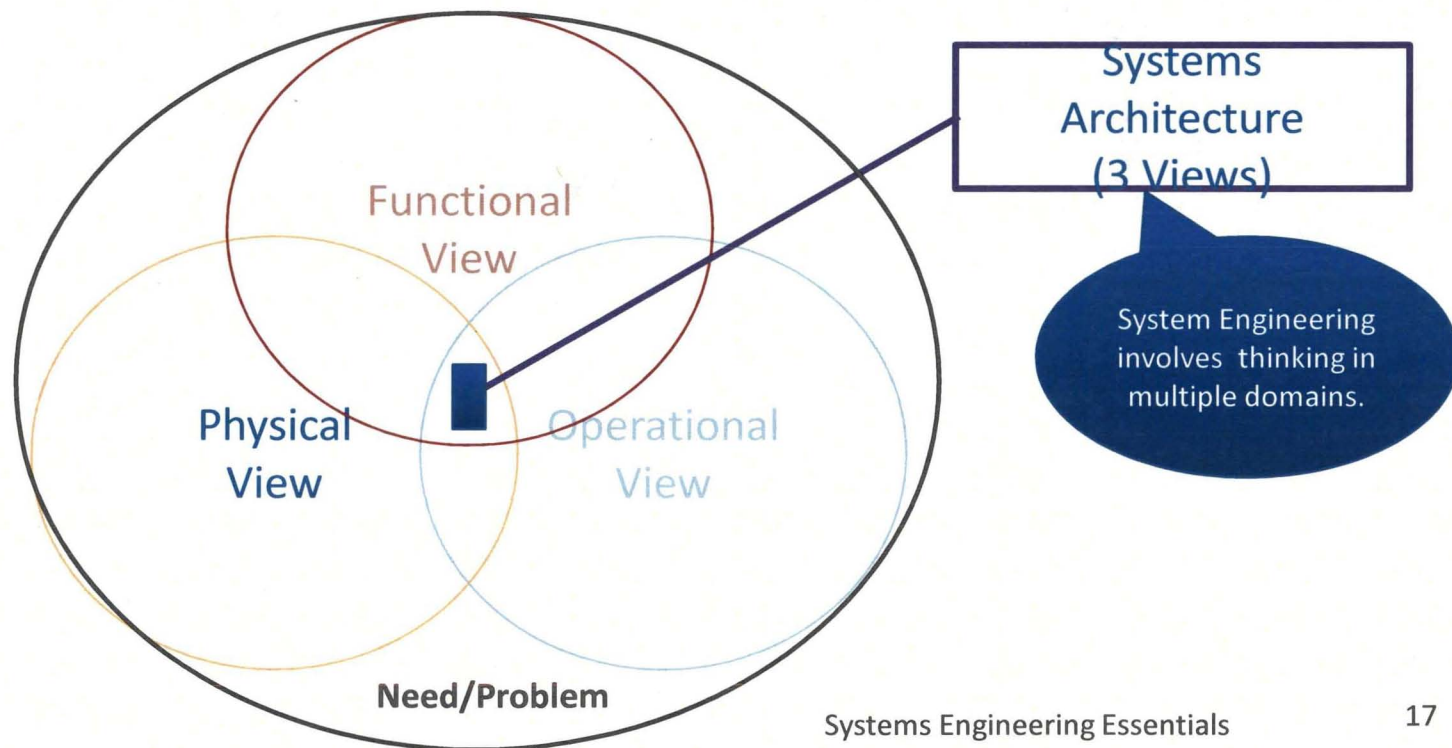 Systems
Architecture
(3 Views)
Functional
View
System Engineering
involves thinking in
multiple domains.
Physical
View
Operational
View
Need/Problem
Systems Engineering Essentials
17